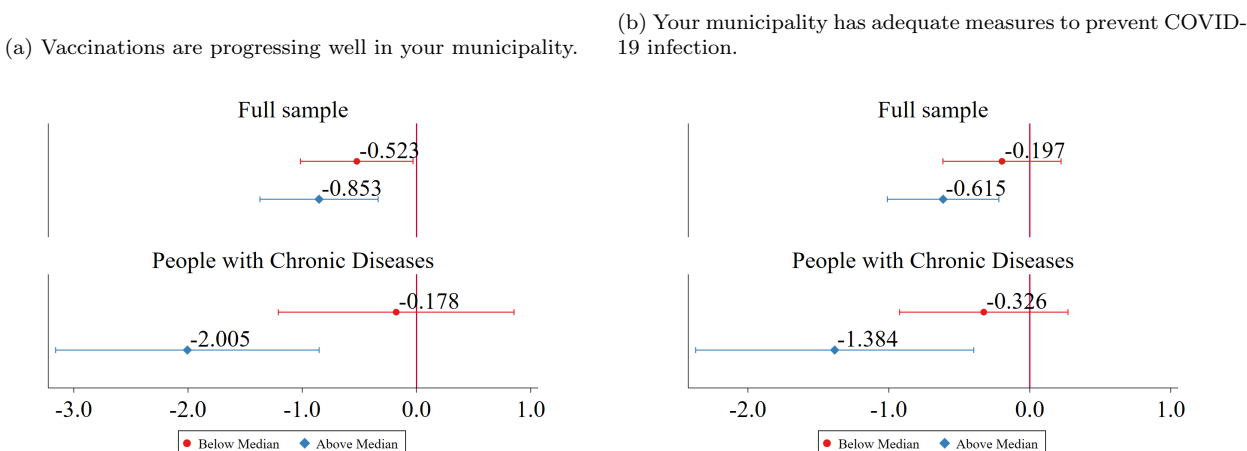 (a) Vaccinations are progressing well in your municipality.
Full sample
-0.523
-0.853
People with Chronic Diseases
-0.178
-2.005
-3.0 -2.0 -1.0 0.0 1.0
Below Median Above Median
(b) Your municipality has adequate measures to prevent COVID-
19 infection.
Full sample
-0.197
-0.615
People with Chronic Diseases
-0.326
-1.384
-2.0 -1.0 0.0 1.0
Below Median Above Median